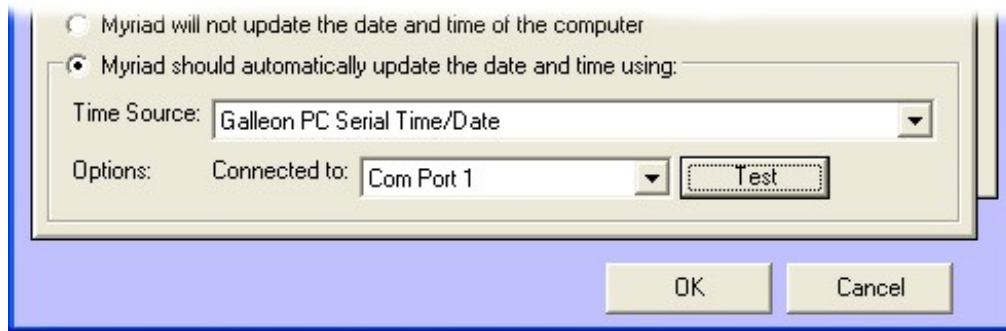 Myriad will not update the date and time of the computer
Myriad should automatically update the date and time using:
Time Source: Galleon PC Serial Time/Date
Options: Connected to: Com Port 1 Test
OK Cancel